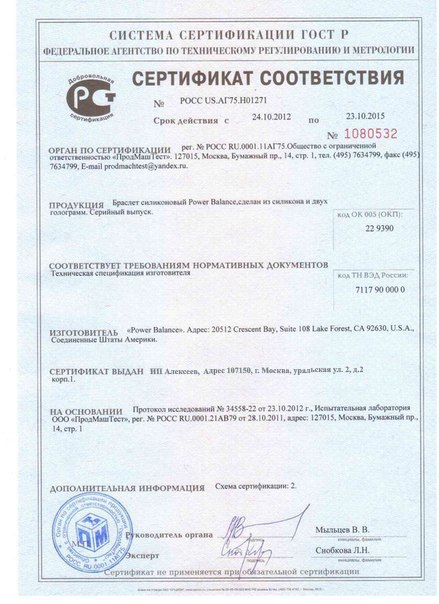 СИСТЕМА СЕРТИФИКАЦИИ ГОСТ Р
ФЕДЕРАЛЬНОЕ АГЕНТСТВО ПО ТЕХНИЧЕСКОМУ РЕГУЛИРОВАНИЮ И МЕТРОЛОГИИ
Добровольная
сертификация
СЕРТИФИКАТ СООТВЕТСТВИЯ
№ РОСС US.АГ75.Н01271
Срок действия с 24.10.2012 по 23.10.2015
№ 1080532
ОРГАН ПО СЕРТИФИКАЦИИ рег. № РОСС RU.0001.11АГ75.Общество с ограниченной
ответственностью «ПродМашТест». 127015, Москва, Бумажный пр., 14, стр. 1, тел. (495) 7634799, факс (495)
7634799, E-mail prodmachtest@yandex.ru.
ПРОДУКЦИЯ Браслет силиконовый Power Balance,сделан из силикона и двух
голограмм. Серийный выпуск.
код ОК 005 (ОКП):
22 9390
СООТВЕТСТВУЕТ ТРЕБОВАНИЯМ НОРМАТИВНЫХ ДОКУМЕНТОВ
Техническая спецификация изготовителя
код ТН ВЭД России:
7117 90 000 0
ИЗГОТОВИТЕЛЬ «Power Balance». Адрес: 20512 Crescent Bay, Suite 108 Lake Forest, CA 92630, U.S.A.,
Соединенные Штаты Америки.
СЕРТИФИКАТ ВЫДАН ИП Алексеев, Адрес 107150, г. Москва, уральская ул. 2, д.2
корп.1.
НА ОСНОВАНИИ Протокол исследований № 34558-22 от 23.10.2012 г., Испытательная лаборатория
ООО «ПродМашТест», рег. № РОСС RU.0001.21АВ79 от 28.10.2011, адрес: 127015, Москва, Бумажный пр.,
14, стр. 1
ДОПОЛНИТЕЛЬНАЯ ИНФОРМАЦИЯ Схема сертификации: 2.
Руководитель органа Мыльцев В. В.
подпись инициалы, фамилия
Эксперт Снобкова Л.Н.
подпись инициалы, фамилия
Сертификат не применяется при обязательной сертификации